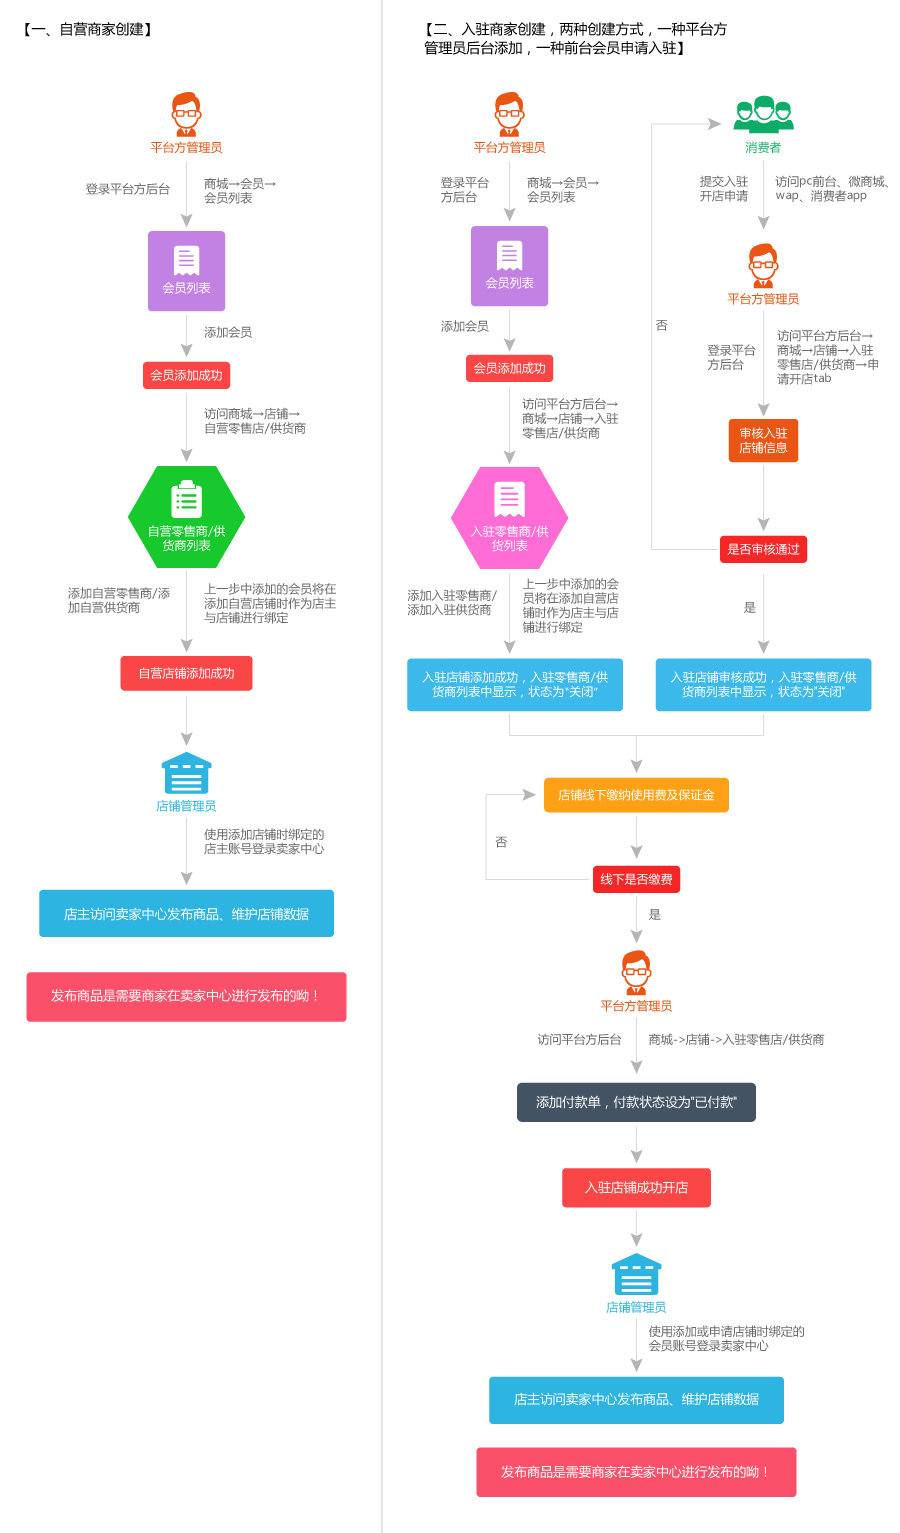 【一、自营商家创建】
平台方管理员
登录平台方后台
商城→会员→
会员列表
会员列表
添加会员
会员添加成功
访问商城→店铺→
自营零售店/供货商
自营零售商/供
货商列表
添加自营零售商/添
加自营供货商
上一步中添加的会员将在
添加自营店铺时作为店主
与店铺进行绑定
自营店铺添加成功
店铺管理员
使用添加店铺时绑定的
店主账号登录卖家中心
店主访问卖家中心发布商品、维护店铺数据
发布商品是需要商家在卖家中心进行发布的呦！
【二、入驻商家创建，两种创建方式，一种平台方
管理员后台添加，一种前台会员申请入驻】
平台方管理员
登录平台
方后台
商城→会员→
会员列表
会员列表
添加会员
会员添加成功
访问平台方后台→
商城→店铺→入驻
零售店/供货商
入驻零售商/供
货列表
添加入驻零售商/
添加入驻供货商
上一步中添加的会
员将在添加自营店
铺时作为店主与店
铺进行绑定
入驻店铺添加成功，入驻零售商/供
货商列表中显示，状态为"关闭"
消费者
提交入驻
开店申请
访问pc前台、微商城、
wap、消费者app
平台方管理员
登录平台
方后台
访问平台方后台→
商城→店铺→入驻
零售店/供货商→申
请开店tab
审核入驻
店铺信息
是否审核通过
否
是
入驻店铺审核成功，入驻零售商/供
货商列表中显示，状态为"关闭"
店铺线下缴纳使用费及保证金
否
线下是否缴费
是
平台方管理员
访问平台方后台
商城->店铺->入驻零售店/供货商
添加付款单，付款状态设为"已付款"
入驻店铺成功开店
店铺管理员
使用添加或申请店铺时绑定的
会员账号登录卖家中心
店主访问卖家中心发布商品、维护店铺数据
发布商品是需要商家在卖家中心进行发布的呦！